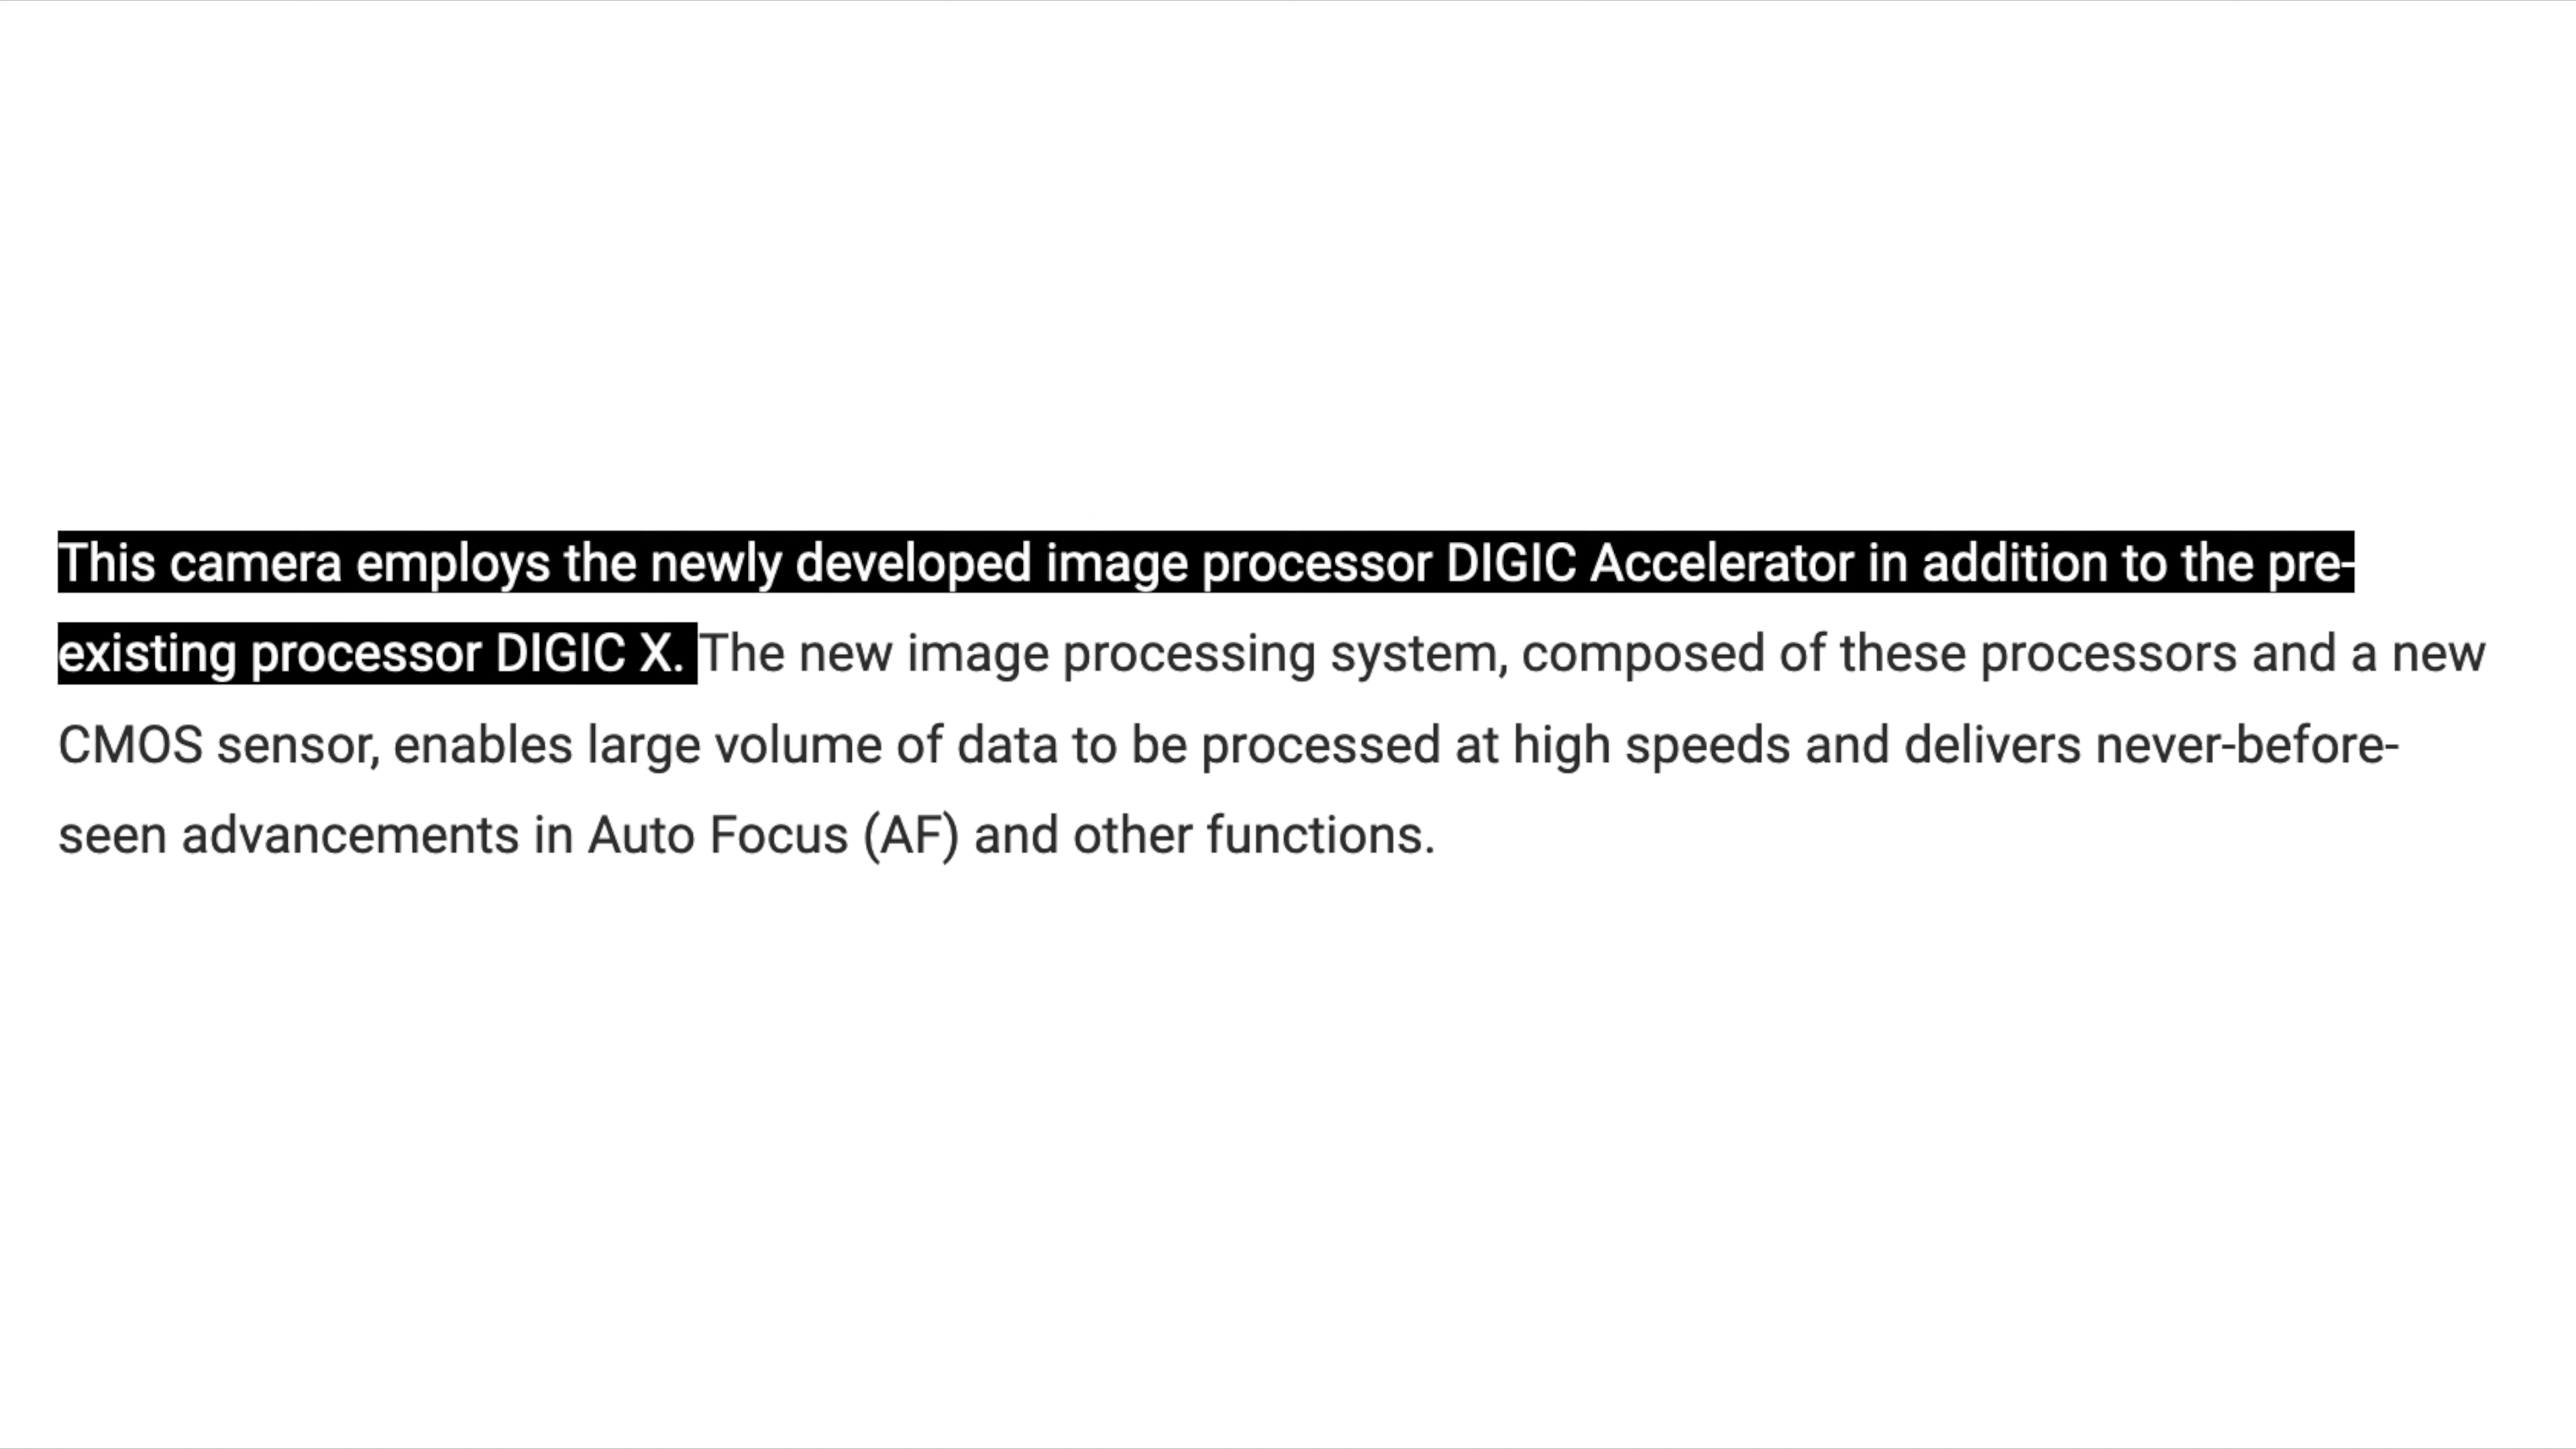 This camera employs the newly developed image processor DIGIC Accelerator in addition to the pre-
existing processor DIGIC X. The new image processing system, composed of these processors and a new
CMOS sensor, enables large volume of data to be processed at high speeds and delivers never-before-
seen advancements in Auto Focus (AF) and other functions.